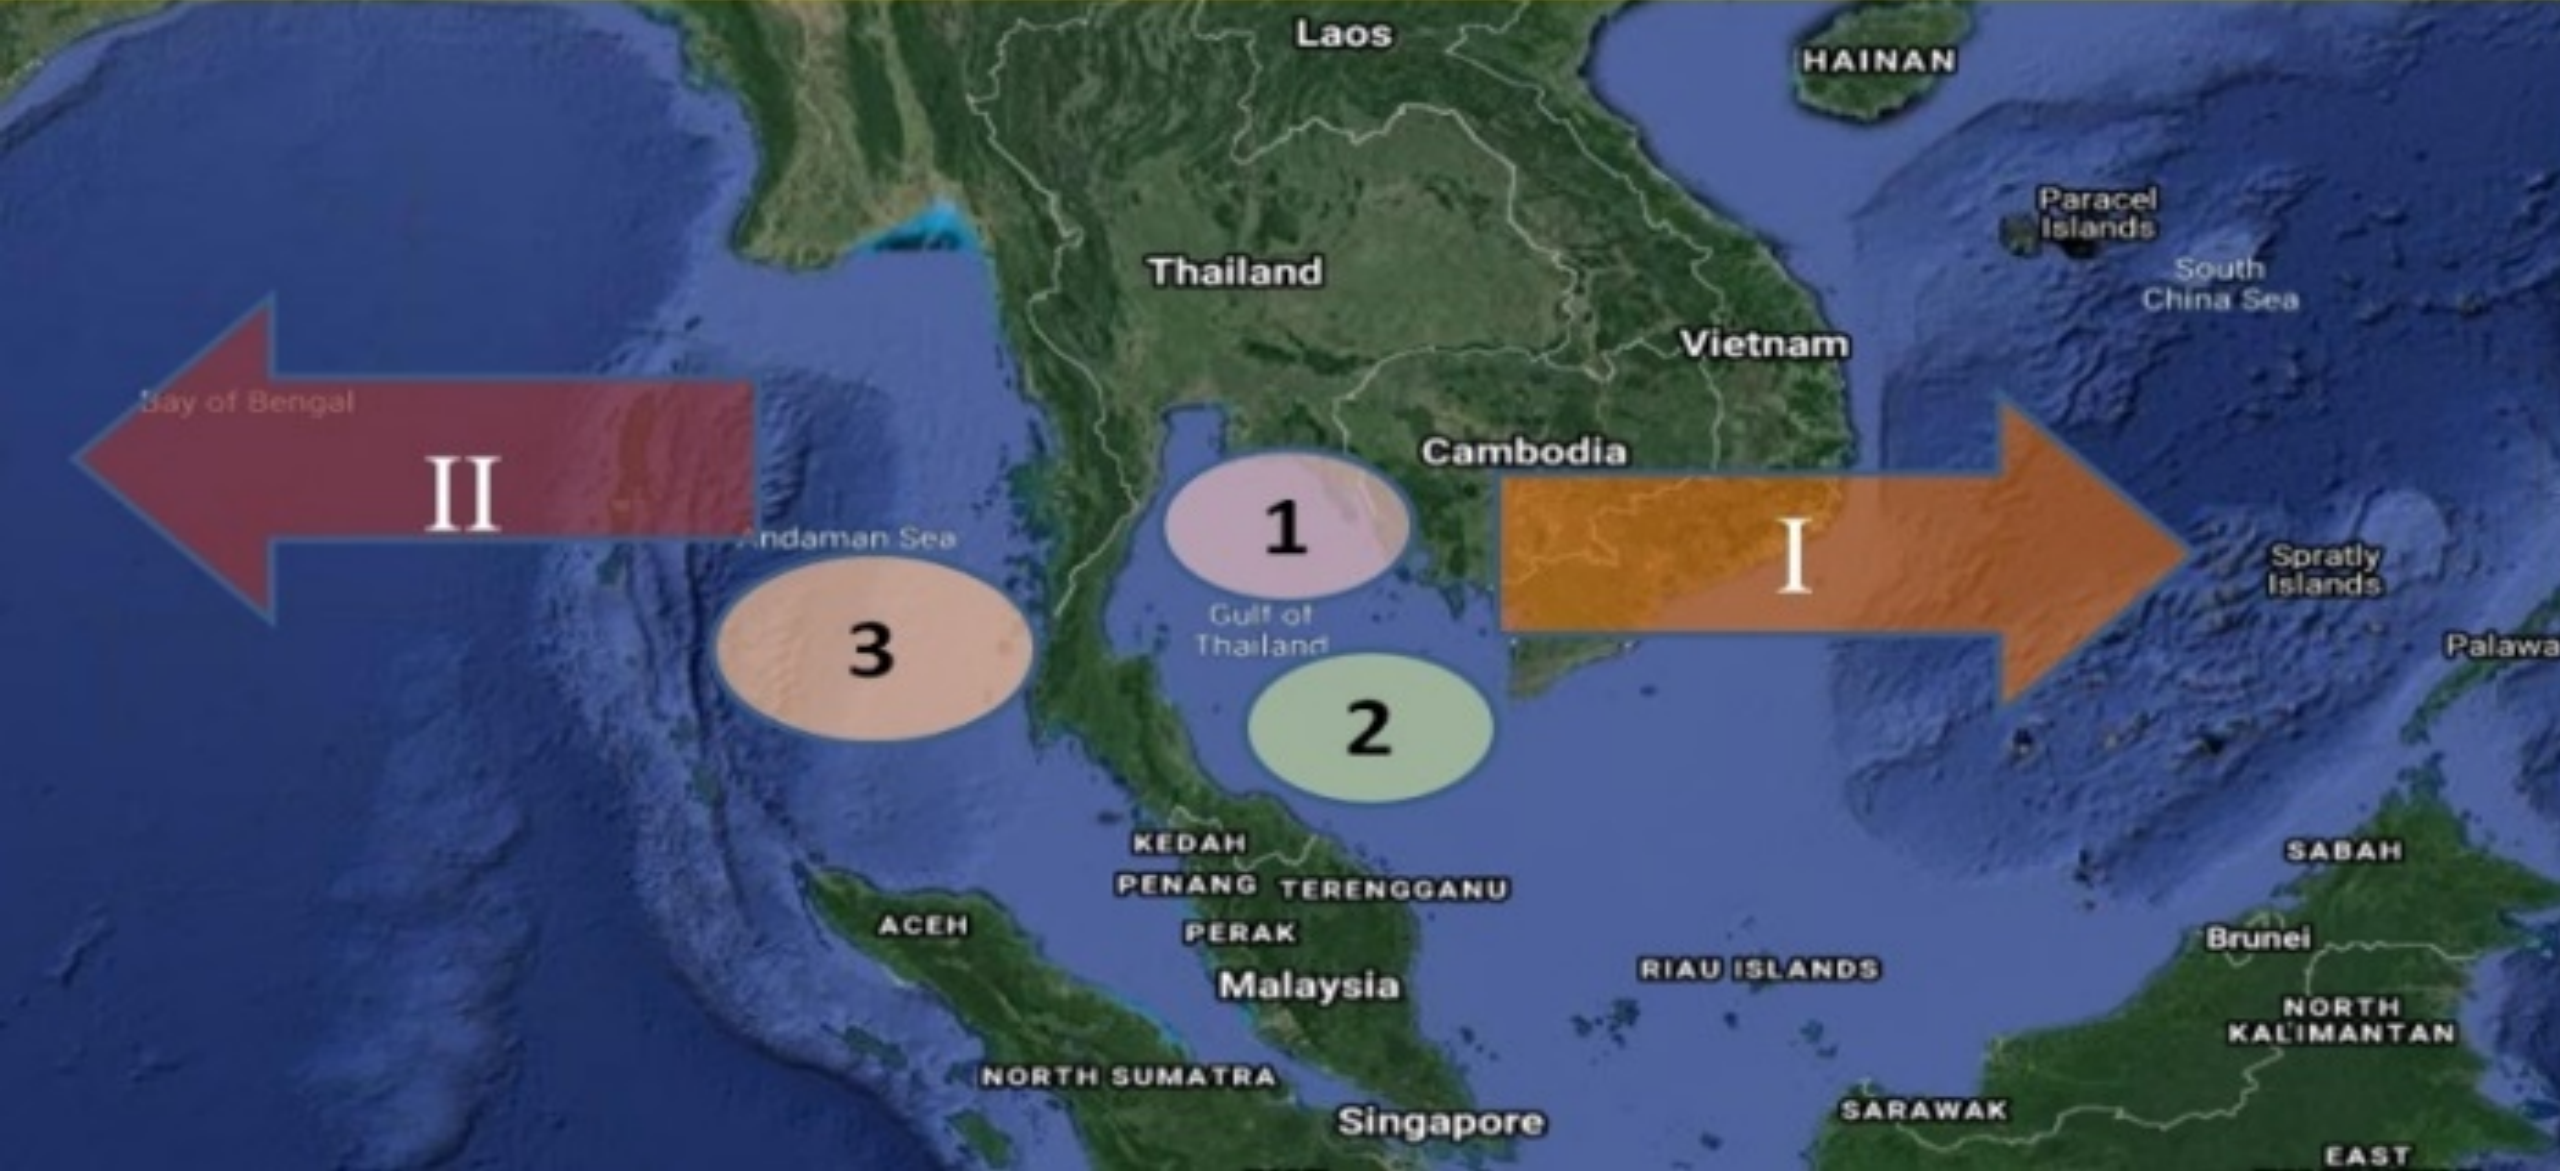 Laos
HAINAN
Paracel
Islands
South
China Sea
Thailand
Vietnam
Bay of Bengal
Cambodia
II
1
Andaman Sea
I
Spratly
Islands
Gulf of
Thailand
3
Palawa
2
KEDAH
SABAH
PENANG
TERENGGANU
ACEH
PERAK
Brunei
Malaysia
RIAU ISLANDS
NORTH
KALIMANTAN
NORTH SUMATRA
SARAWAK
Singapore
EAST